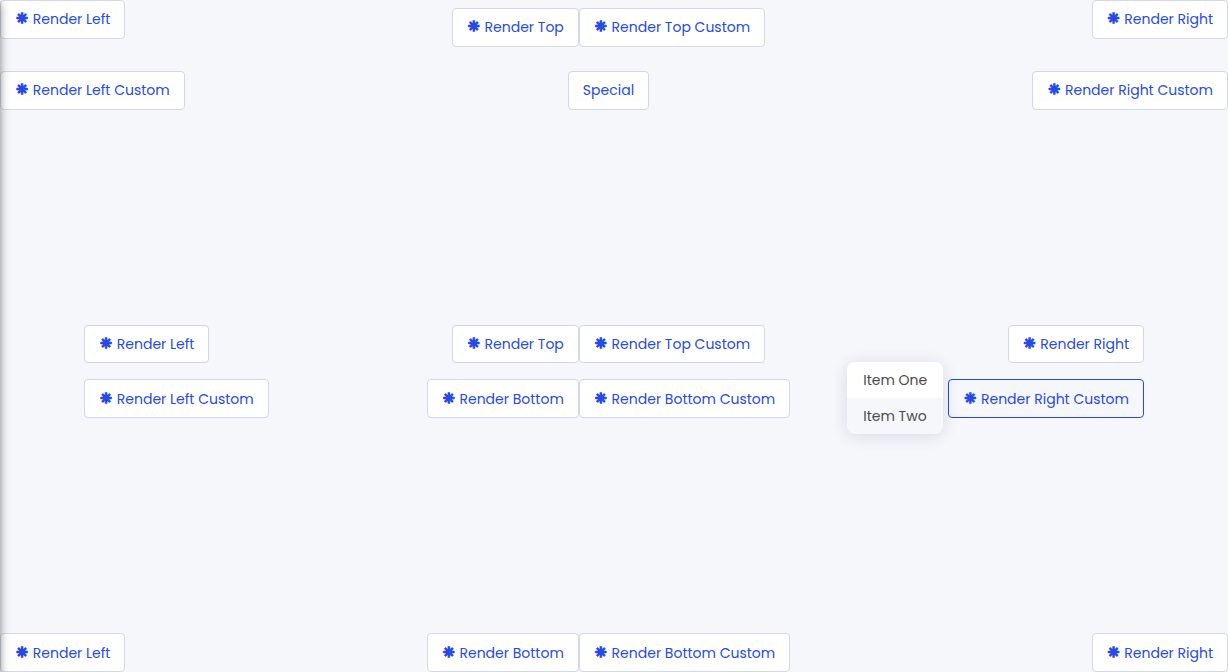 Render Left
Render Top
Render Top Custom
Render Right
Render Left Custom
Special
Render Right Custom
Render Left
Render Top
Render Top Custom
Render Right
Item One
Render Left Custom
Render Bottom
Render Bottom Custom
Render Right Custom
Item Two
Render Left
Render Bottom
Render Bottom Custom
Render Right